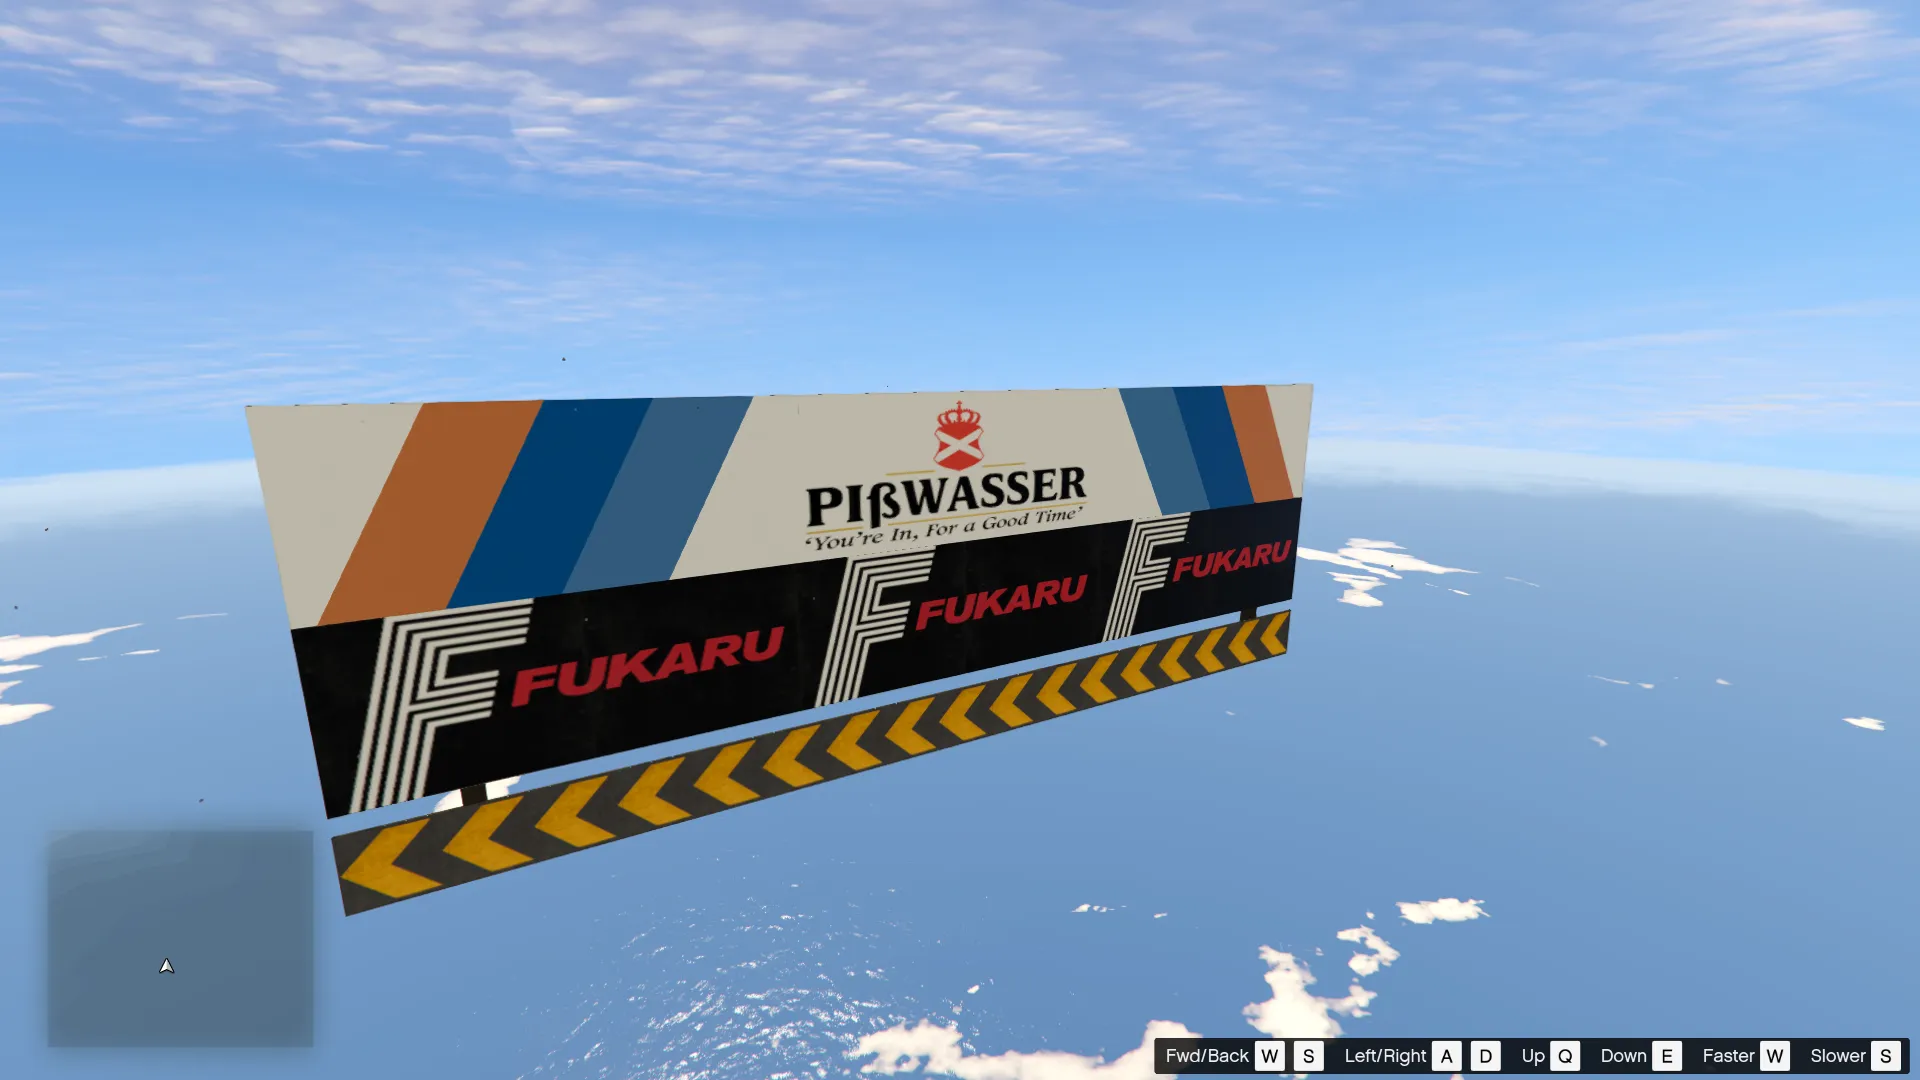 PIßWASSER
‘You're In, For a Good Time’
F FUKARU
F FUKARU
F FUKARU
Fwd/Back W S Left/Right A D Up Q Down E Faster W Slower S